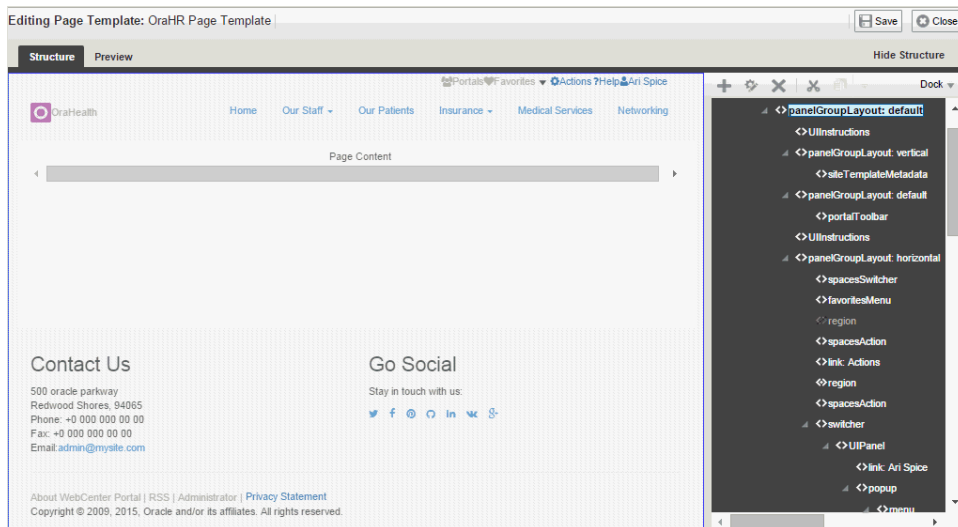 Editing Page Template: OraHR Page Template
Save
Close
Structure
Preview
Hide Structure
Portals Favorites Actions ?Help Ari Spice
OraHealth
Home
Our Staff
Our Patients
Insurance
Medical Services
Networking
Page Content
Contact Us
500 oracle parkway
Redwood Shores, 94065
Phone: +0 000 000 00 00
Fax: +0 000 000 00 00
Email:admin@mysite.com
Go Social
Stay in touch with us:
About WebCenter Portal | RSS | Administrator | Privacy Statement
Copyright © 2009, 2015, Oracle and/or its affiliates. All rights reserved.
Dock
<>panelGroupLayout: default
<>UIInstructions
<>panelGroupLayout: vertical
<>siteTemplateMetadata
<>panelGroupLayout: default
<>portalToolbar
<>UIInstructions
<>panelGroupLayout: horizontal
<>spacesSwitcher
<>favoritesMenu
<>region
<>spacesAction
<>link: Actions
<>region
<>spacesAction
<>switcher
<>UIPanel
<>link: Ari Spice
<>popup
<>menu